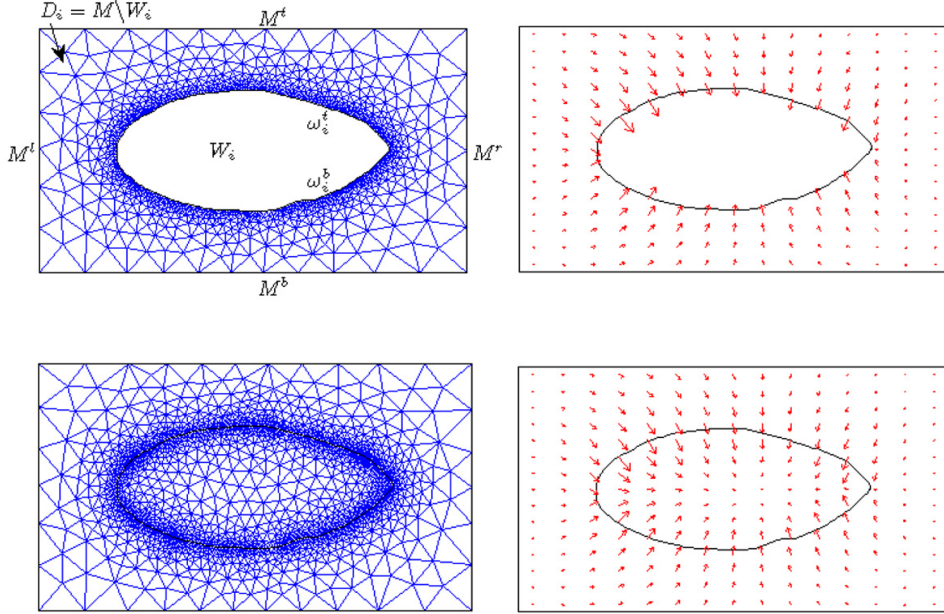 D_i = M\W_i
M^t
ω_i^t
M^l
W_i
M^r
ω_i^b
M^b